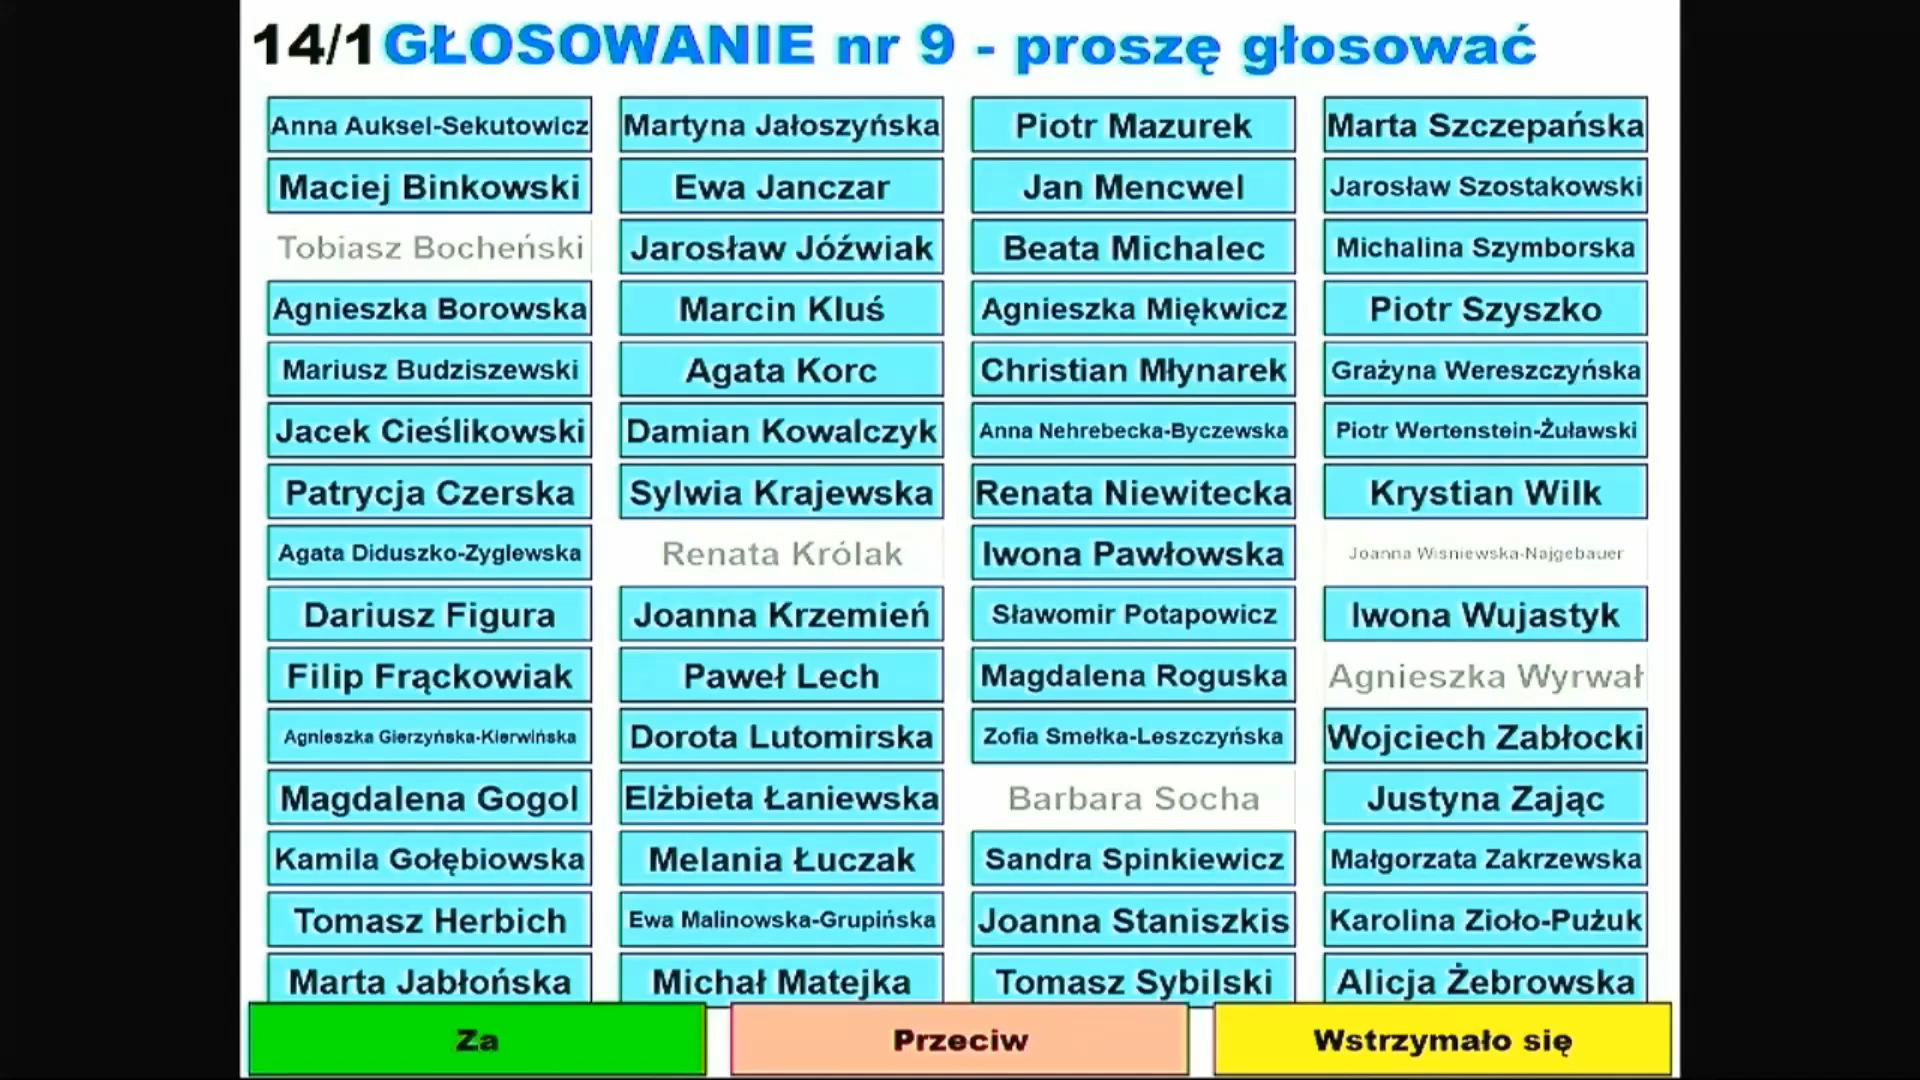 14/1 GŁOSOWANIE nr 9 - proszę głosować
Anna Auksel-Sekutowicz
Maciej Binkowski
Tobiasz Bocheński
Agnieszka Borowska
Mariusz Budziszewski
Jacek Cieślikowski
Patrycja Czerska
Agata Diduszko-Zyglewska
Dariusz Figura
Filip Frąckowiak
Agnieszka Gierzyńska-Kierwińska
Magdalena Gogol
Kamila Gołębiowska
Tomasz Herbich
Marta Jabłońska
Martyna Jałoszyńska
Ewa Janczar
Jarosław Jóźwiak
Marcin Kluś
Agata Korc
Damian Kowalczyk
Sylwia Krajewska
Renata Królak
Joanna Krzemień
Paweł Lech
Dorota Lutomirska
Elżbieta Łaniewska
Melania Łuczak
Ewa Malinowska-Grupińska
Michał Matejka
Piotr Mazurek
Jan Mencwel
Beata Michalec
Agnieszka Miękwicz
Christian Młynarek
Anna Nehrebecka-Byczewska
Renata Niewitecka
Iwona Pawłowska
Sławomir Potapowicz
Magdalena Roguska
Zofia Smełka-Leszczyńska
Barbara Socha
Sandra Spinkiewicz
Joanna Staniszkis
Tomasz Sybilski
Marta Szczepańska
Jarosław Szostakowski
Michalina Szymborska
Piotr Szyszko
Grażyna Wereszczyńska
Piotr Wertenstein-Żuławski
Krystian Wilk
Joanna Wisniewska-Najgebauer
Iwona Wujastyk
Agnieszka Wyrwał
Wojciech Zabłocki
Justyna Zając
Małgorzata Zakrzewska
Karolina Zioło-Pużuk
Alicja Żebrowska
Za
Przeciw
Wstrzymało się